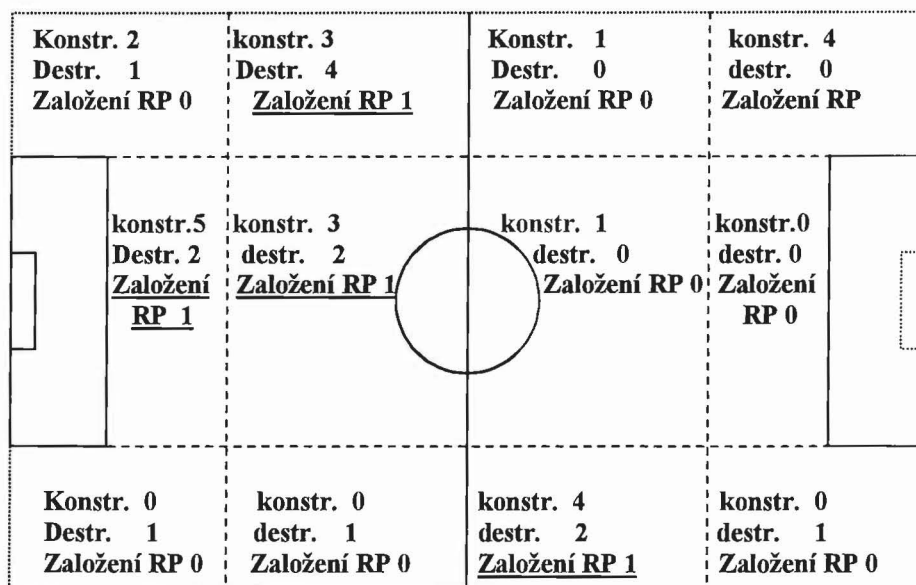 Konstr. 2
Destr. 1
Založení RP 0
konstr. 3
Destr. 4
Založení RP 1
Konstr. 1
Destr. 0
Založení RP 0
konstr. 4
destr. 0
Založení RP
konstr.5
Destr. 2
Založení
RP 1
konstr. 3
destr. 2
Založení RP 1
konstr. 1
destr. 0
Založení RP 0
konstr.0
destr. 0
Založení
RP 0
Konstr. 0
Destr. 1
Založení RP 0
konstr. 0
destr. 1
Založení RP 0
konstr. 4
destr. 2
Založení RP 1
konstr. 0
destr. 1
Založení RP 0